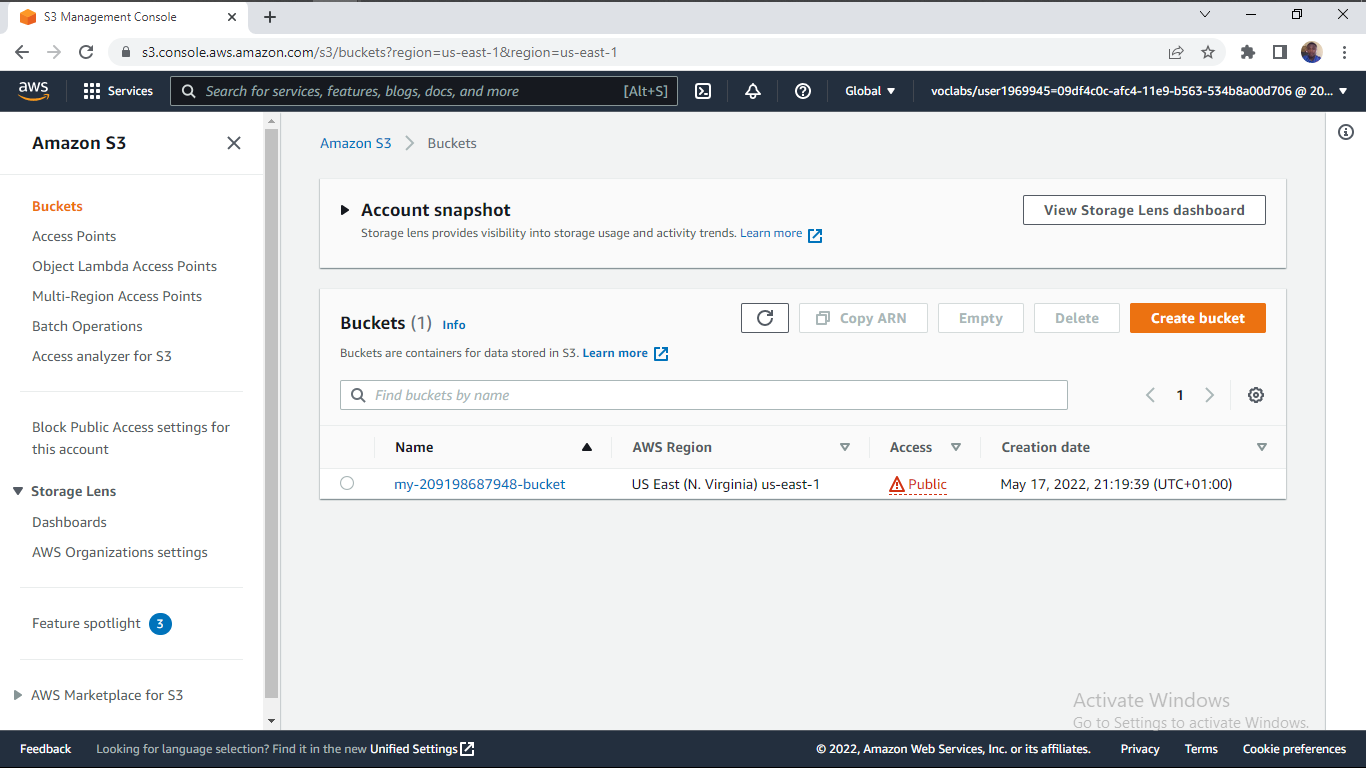 S3 Management Console
s3.console.aws.amazon.com/s3/buckets?region=us-east-1&region=us-east-1
aws Services Search for services, features, blogs, docs, and more [Alt+S] Global voclabs/user1969945=09df4c0c-afc4-11e9-b563-534b8a00d706 @ 20...
Amazon S3
Buckets
Access Points
Object Lambda Access Points
Multi-Region Access Points
Batch Operations
Access analyzer for S3
Block Public Access settings for
this account
Storage Lens
Dashboards
AWS Organizations settings
Feature spotlight 3
AWS Marketplace for S3
Amazon S3 Buckets
Account snapshot
View Storage Lens dashboard
Storage lens provides visibility into storage usage and activity trends. Learn more
Buckets (1) Info
Copy ARN Empty Delete Create bucket
Buckets are containers for data stored in S3. Learn more
Find buckets by name
1
Name AWS Region Access Creation date
my-209198687948-bucket US East (N. Virginia) us-east-1 Public May 17, 2022, 21:19:39 (UTC+01:00)
Activate Windows
Go to Settings to activate Windows.
Feedback Looking for language selection? Find it in the new Unified Settings © 2022, Amazon Web Services, Inc. or its affiliates. Privacy Terms Cookie preferences